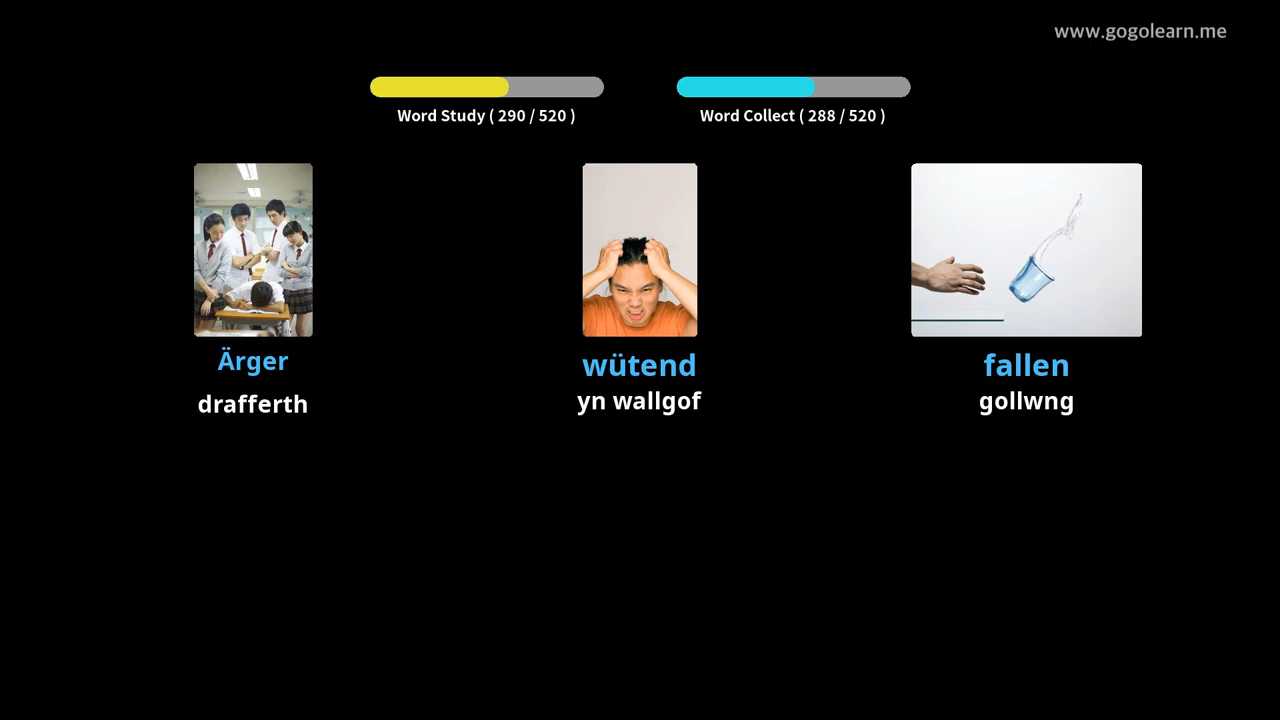 www.gogolearn.me
Word Study ( 290 / 520 )
Word Collect ( 288 / 520 )
Ärger
drafferth
wütend
yn wallgof
fallen
gollwng